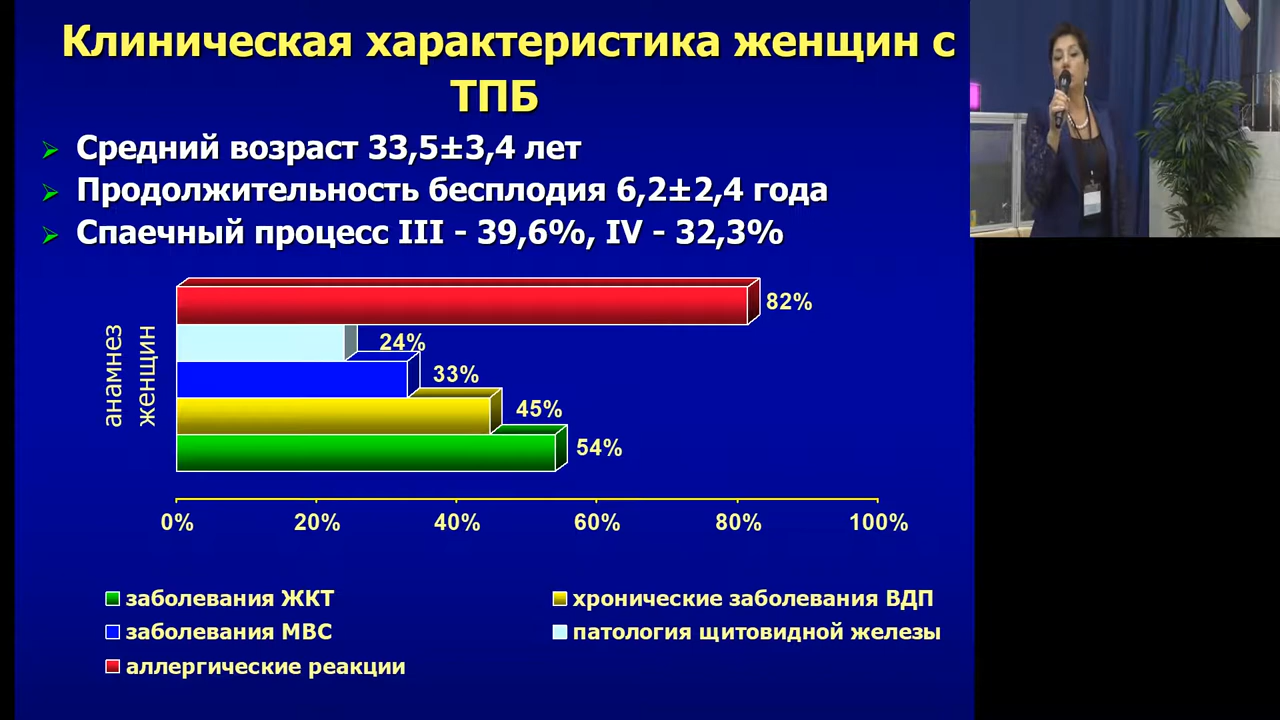 Клиническая характеристика женщин с
ТПБ
Средний возраст 33,5±3,4 лет
Продолжительность бесплодия 6,2±2,4 года
Спаечный процесс III - 39,6%, IV - 32,3%
анамнез
женщин
82%
24%
33%
45%
54%
0% 20% 40% 60% 80% 100%
заболевания ЖКТ
хронические заболевания ВДП
заболевания МВС
патология щитовидной железы
аллергические реакции